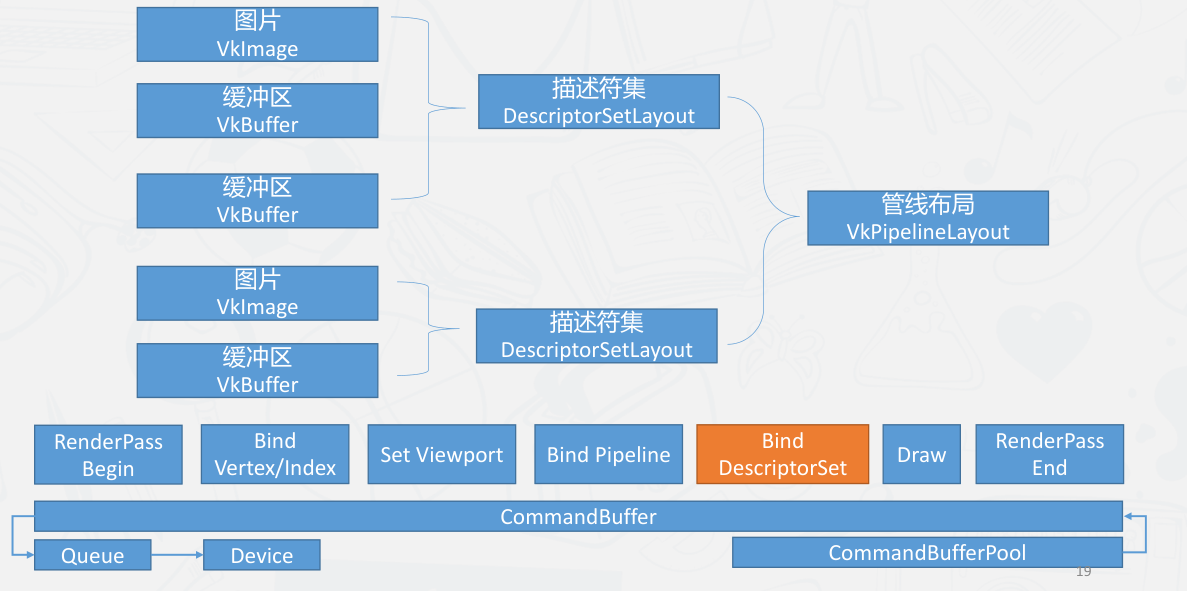 图片
VkImage
缓冲区
VkBuffer
缓冲区
VkBuffer
描述符集
DescriptorSetLayout
图片
VkImage
缓冲区
VkBuffer
描述符集
DescriptorSetLayout
管线布局
VkPipelineLayout
RenderPass
Begin
Bind
Vertex/Index
Set Viewport
Bind Pipeline
Bind
DescriptorSet
Draw
RenderPass
End
CommandBuffer
Queue
Device
CommandBufferPool
19